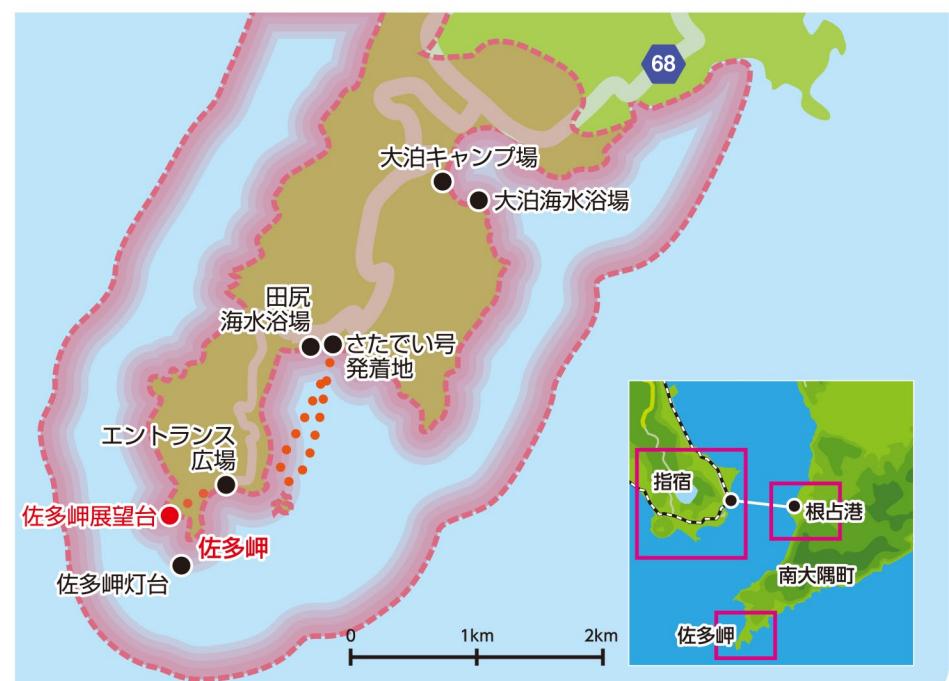 68
大泊キャンプ場
大泊海水浴場
田尻
海水浴場
さたでい号
発着地
エントランス
広場
佐多岬展望台
佐多岬
佐多岬灯台
0
1km
2km
指宿
根占港
南大隅町
佐多岬